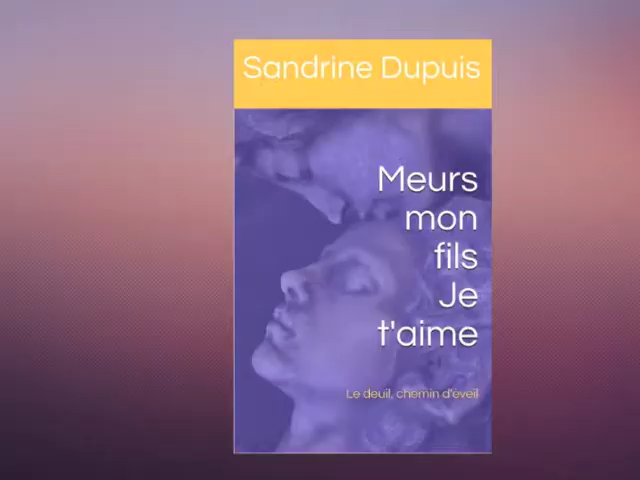 Sandrine Dupuis
Meurs
mon
fils
Je
t'aime
Le deuil, chemin d'éveil